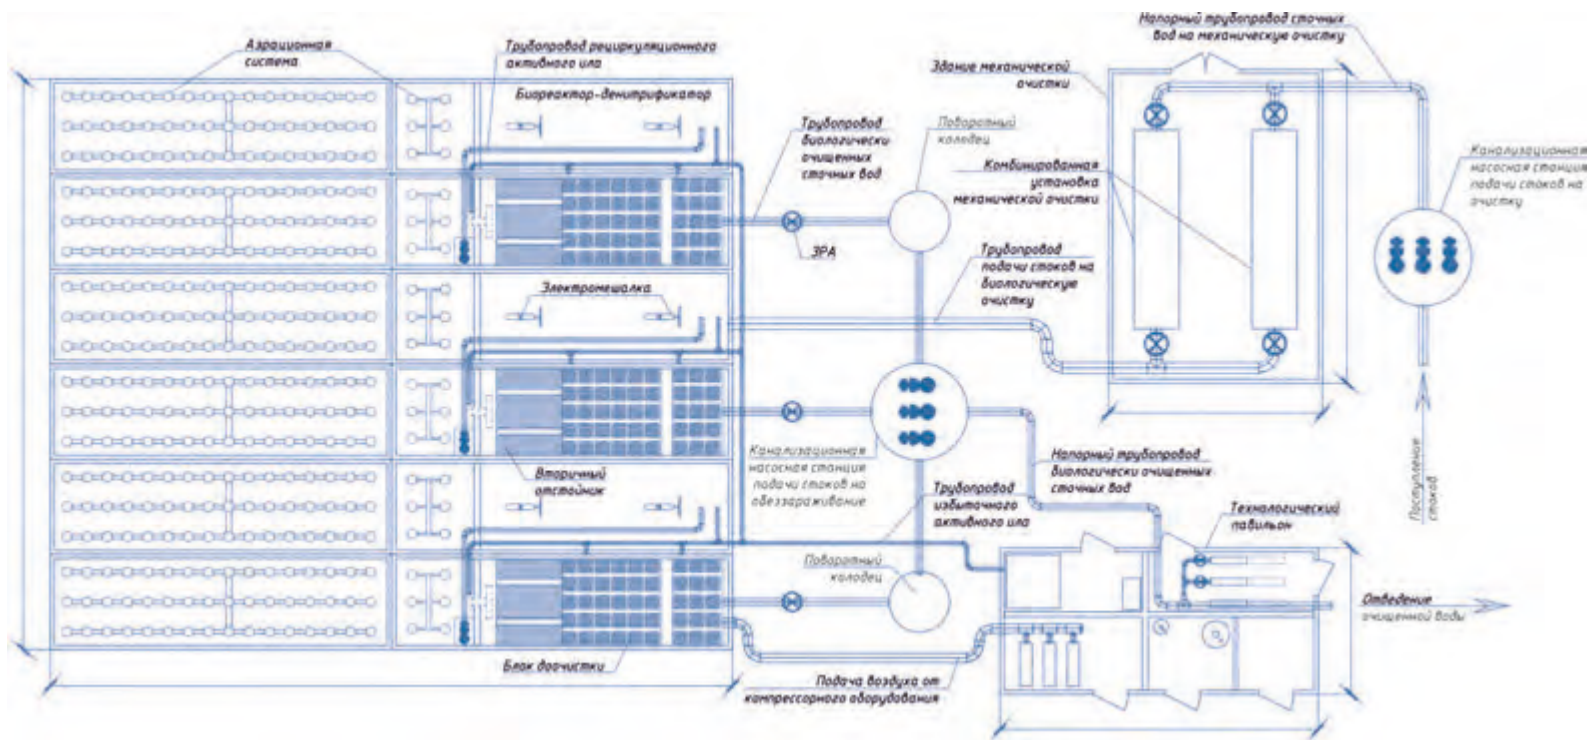 Аэрационная
система
Трубопровод рециркуляционного
активного ила
Биореактор-денитрификатор
Трубопровод
биологически
очищенных
сточных вод
ЗРА
Поворотный
колодец
Здание механической
очистки
Напорный трубопровод сточных
вод на механическую очистку
Комбинированная
установка
механической очистки
Канализационная
насосная станция
подачи стоков на
очистку
Трубопровод
подачи стоков на
биологическую
очистку
Электромешалка
Вторичный
отстойник
Канализационная
насосная станция
подачи стоков на
обеззараживание
Напорный трубопровод
биологически очищенных
сточных вод
Трубопровод
избыточного
активного ила
Технологический
павильон
Поступление
стоков
Поворотный
колодец
Отведение
очищенной воды
Блок доочистки
Подача воздуха от
компрессорного оборудования